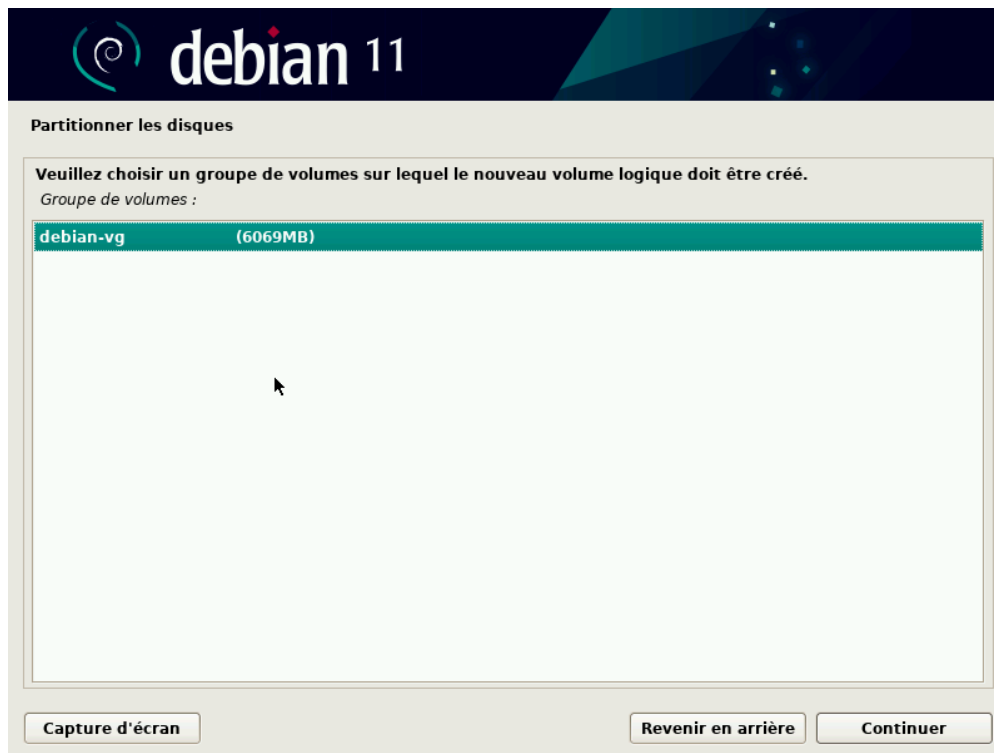 debian 11
Partitionner les disques
Veuillez choisir un groupe de volumes sur lequel le nouveau volume logique doit être créé.
Groupe de volumes :
debian-vg (6069MB)
Capture d'écran Revenir en arrière Continuer